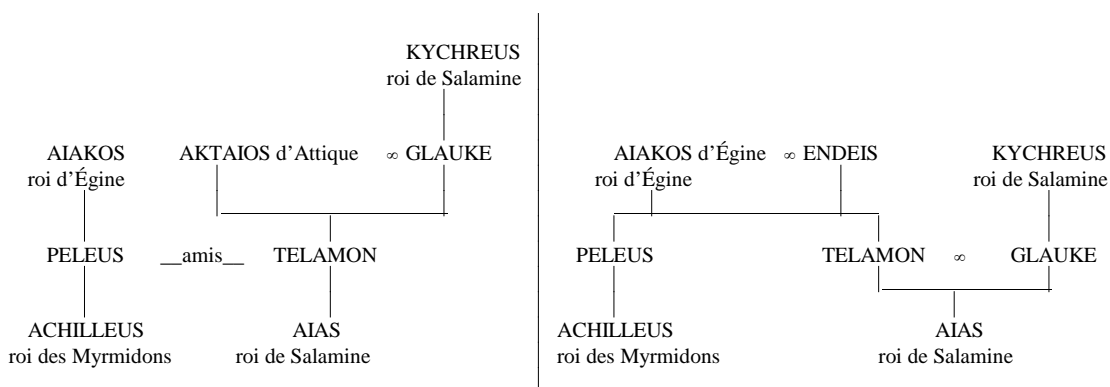 KYCHREUS
roi de Salamine
AIAKOS AKTAIOS d'Attique ∞ GLAUKE
roi d'Égine
PELEUS __amis__ TELAMON
ACHILLEUS AIAS
roi des Myrmidons roi de Salamine
AIAKOS d'Égine ∞ ENDEIS KYCHREUS
roi d'Égine roi de Salamine
PELEUS TELAMON ∞ GLAUKE
ACHILLEUS AIAS
roi des Myrmidons roi de Salamine